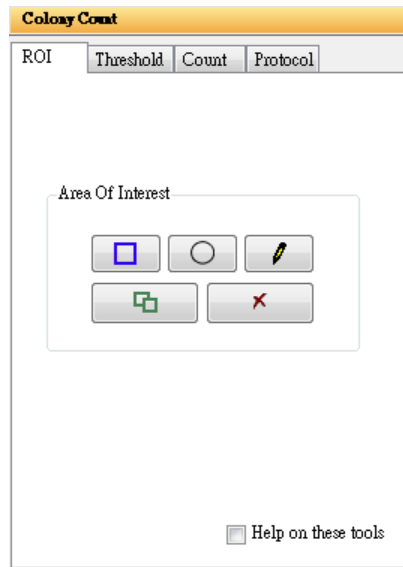 Colony Count
ROI Threshold Count Protocol
Area Of Interest
Help on these tools